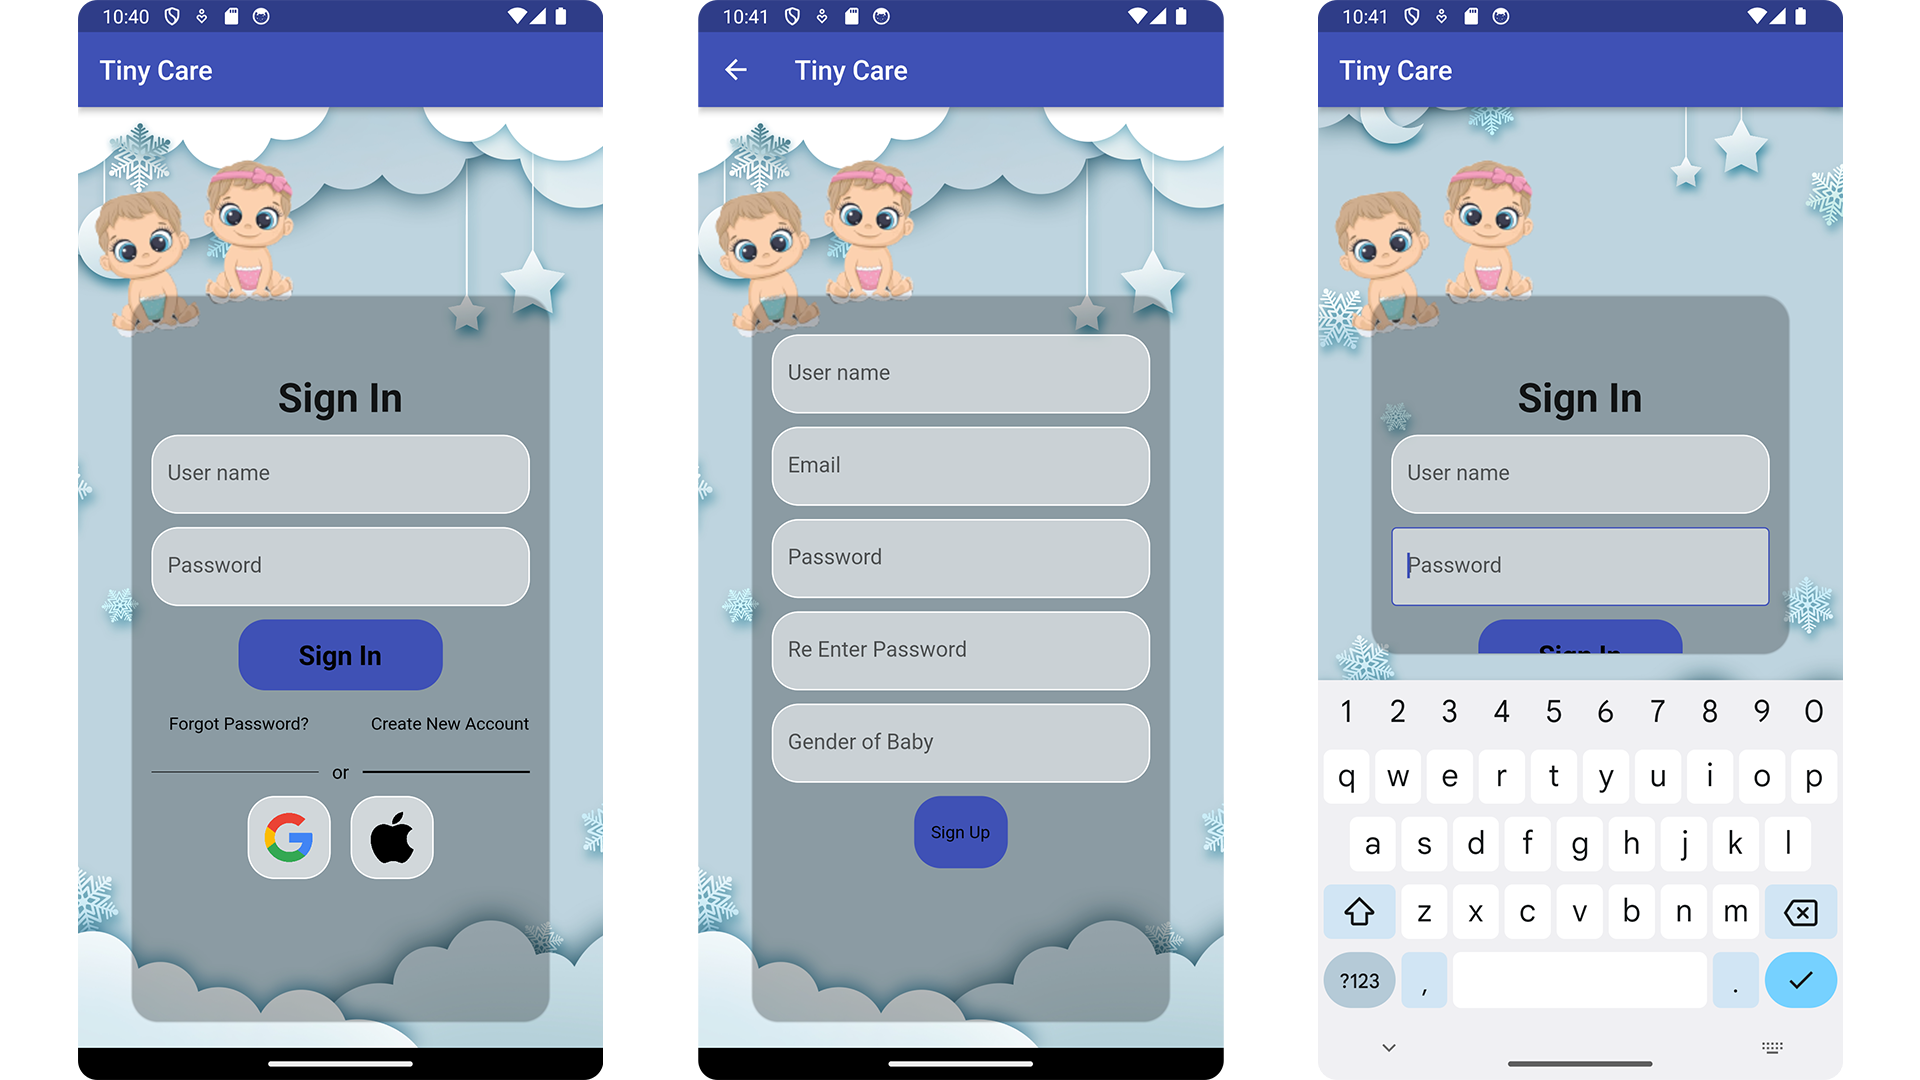 10:40
Tiny Care
Sign In
User name
Password
Sign In
Forgot Password? Create New Account
or
10:41
Tiny Care
User name
Email
Password
Re Enter Password
Gender of Baby
Sign Up
10:41
Tiny Care
Sign In
User name
Password
Sign In
1 2 3 4 5 6 7 8 9 0
q w e r t y u i o p
a s d f g h j k l
z x c v b n m
?123 , .